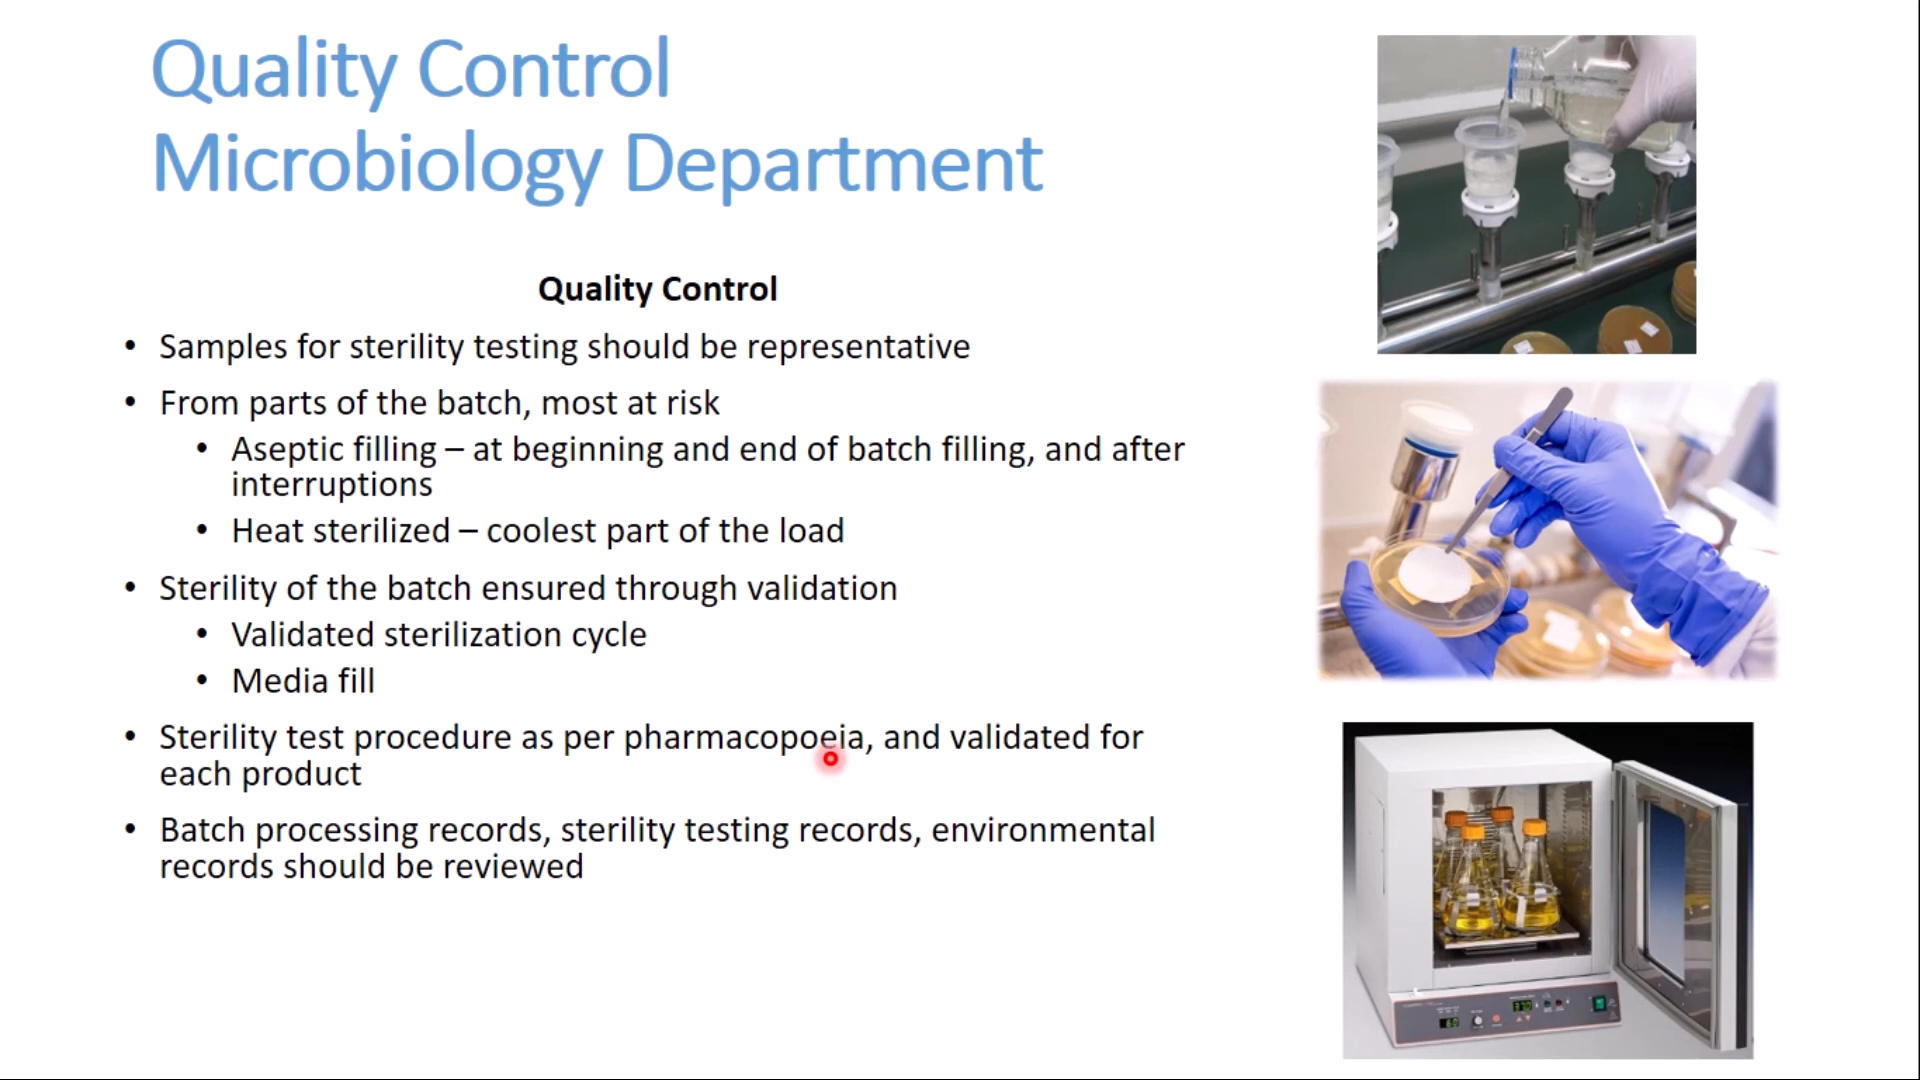 Quality Control
Microbiology Department
Quality Control
• Samples for sterility testing should be representative
• From parts of the batch, most at risk
• Aseptic filling – at beginning and end of batch filling, and after
interruptions
• Heat sterilized – coolest part of the load
• Sterility of the batch ensured through validation
• Validated sterilization cycle
• Media fill
• Sterility test procedure as per pharmacopoeia, and validated for
each product
• Batch processing records, sterility testing records, environmental
records should be reviewed